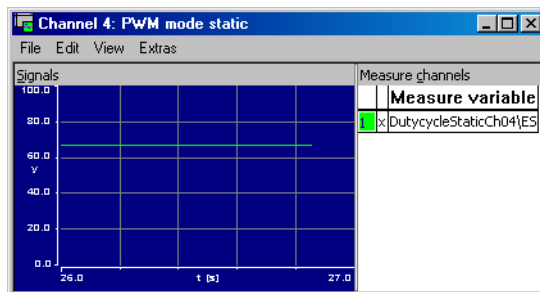 Channel 4: PWM mode static
File Edit View Extras
Signals
Measure channels
100.0
80.0
60.0
y
40.0
20.0
0.0
26.0 t [s] 27.0
Measure variable
1 x DutycycleStaticCh04\ES